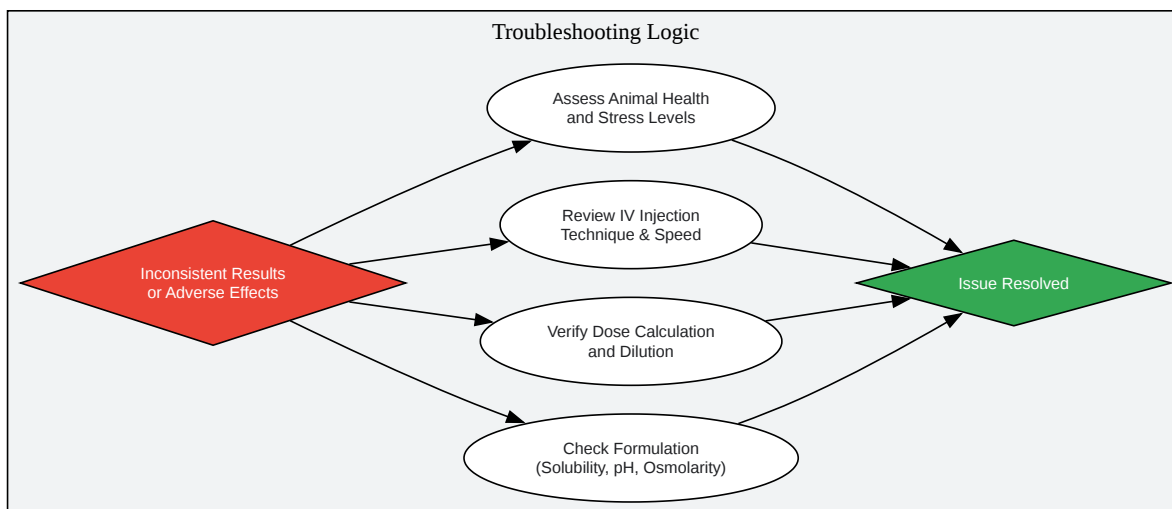 Troubleshooting Logic
Assess Animal Health
and Stress Levels
Review IV Injection
Technique & Speed
Inconsistent Results
or Adverse Effects
Issue Resolved
Verify Dose Calculation
and Dilution
Check Formulation
(Solubility, pH, Osmolarity)